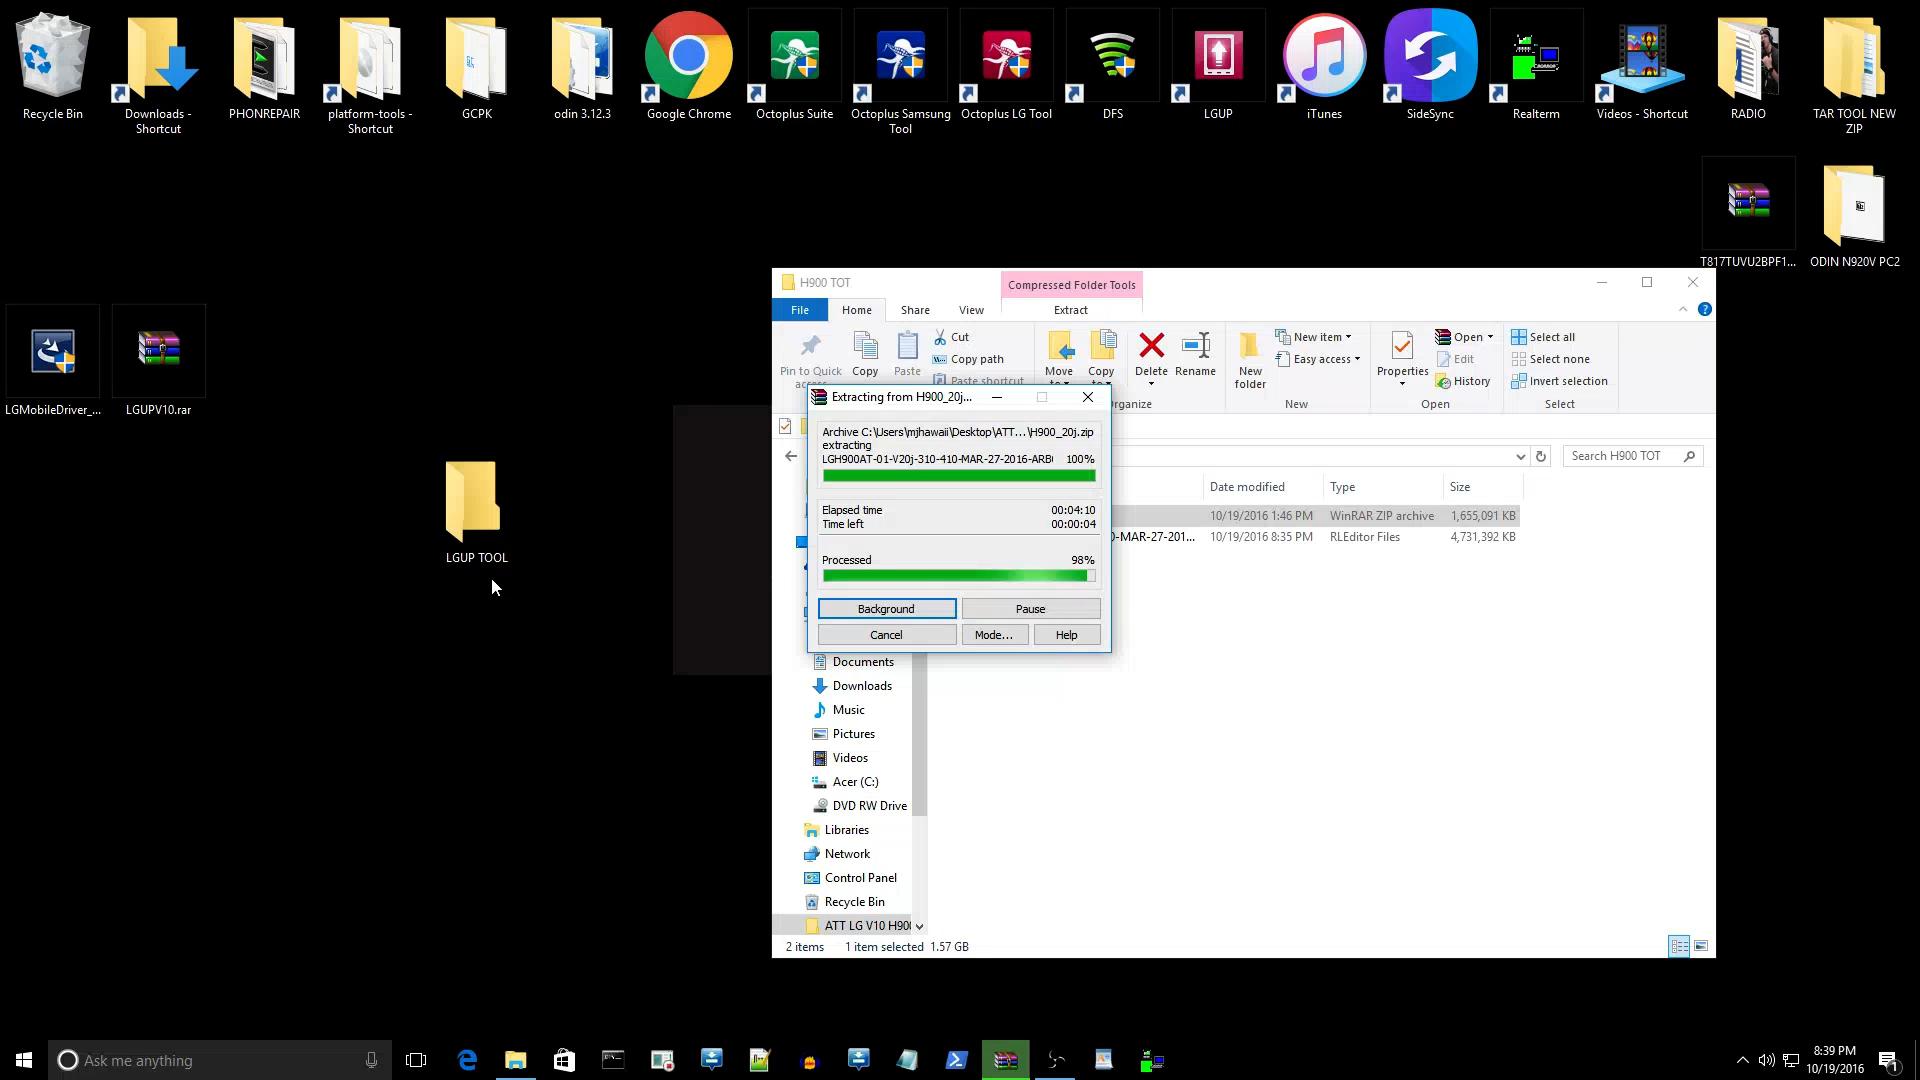 Recycle Bin
Downloads -
Shortcut
PHONREPAIR
platform-tools -
Shortcut
GCPK
odin 3.12.3
Google Chrome
Octoplus Suite
Octoplus Samsung
Tool
Octoplus LG Tool
DFS
LGUP
iTunes
SideSync
Realterm
Videos - Shortcut
RADIO
TAR TOOL NEW
ZIP
T817TUVU2BPF1...
ODIN N920V PC2
LGMobileDriver_...
LGUPV10.rar
LGUP TOOL
H900 TOT
Compressed Folder Tools
File
Home
Share
View
Extract
Pin to Quick
Copy
Paste
Cut
Copy path
Paste shortcut
Move
Copy
Delete
Rename
New
folder
New item
Easy access
Properties
Open
Edit
History
Select all
Select none
Invert selection
New
Open
Select
Search H900 TOT
Date modified
Type
Size
10/19/2016 1:46 PM
WinRAR ZIP archive
1,655,091 KB
-MAR-27-201...
10/19/2016 8:35 PM
RLEditor Files
4,731,392 KB
Extracting from H900_20j...
Archive C:\Users\mjhawaii\Desktop\ATT...\H900_20j.zip
extracting
LGH900AT-01-V20j-310-410-MAR-27-2016-ARB
100%
Elapsed time
00:04:10
Time left
00:00:04
Processed
98%
Background
Pause
Cancel
Mode...
Help
Documents
Downloads
Music
Pictures
Videos
Acer (C:)
DVD RW Drive
Libraries
Network
Control Panel
Recycle Bin
ATT LG V10 H900
2 items
1 item selected
1.57 GB
Ask me anything
8:39 PM
10/19/2016
1